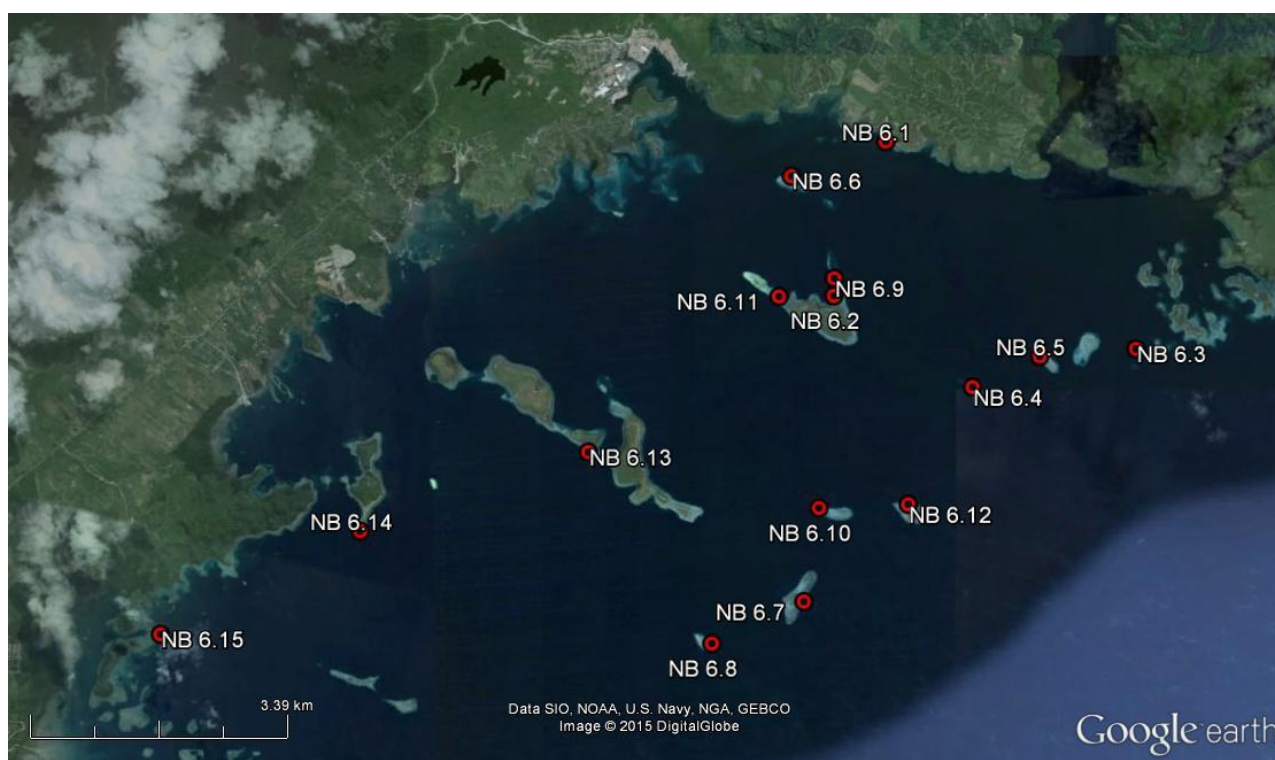 NB 6.1
NB 6.6
NB 6.9
NB 6.11
NB 6.2
NB 6.5
NB 6.3
NB 6.4
NB 6.13
NB 6.12
NB 6.14
NB 6.10
NB 6.7
NB 6.15
NB 6.8
3.39 km
Data SIO, NOAA, U.S. Navy, NGA, GEBCO
Image © 2015 DigitalGlobe
Google earth